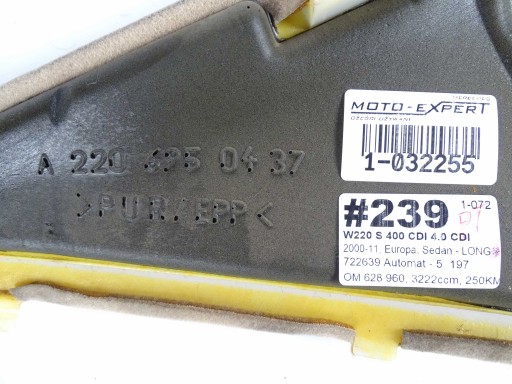 MOTO-EXPERT
CZĘŚCI UŻYWANE
1-032255
A 220 695 04 37
>PUR/EPP<
#239
1-072
W220 S 400 CDI 4.0 CDI
2000-11, Europa, Sedan - LONG
722639 Automat - 5, 197
OM 628.960, 3222ccm, 250KM